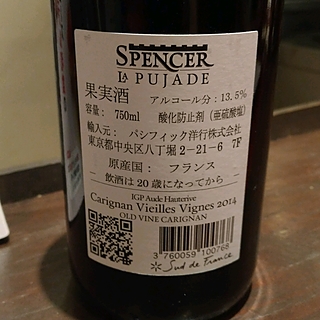 SPENCER
LA PUJADE
果実酒 アルコール分：13.5%
容量： 750ml 酸化防止剤（亜硫酸塩）
輸入元： パシフィック洋行株式会社
東京都中央区八丁堀 2-21-6 7F
原産国： フランス
飲酒は20歳になってから
IGP Aude Hauterive
Carignan Vieilles Vignes 2014
OLD VINE CARIGNAN
3 760059 100768
Sud de France